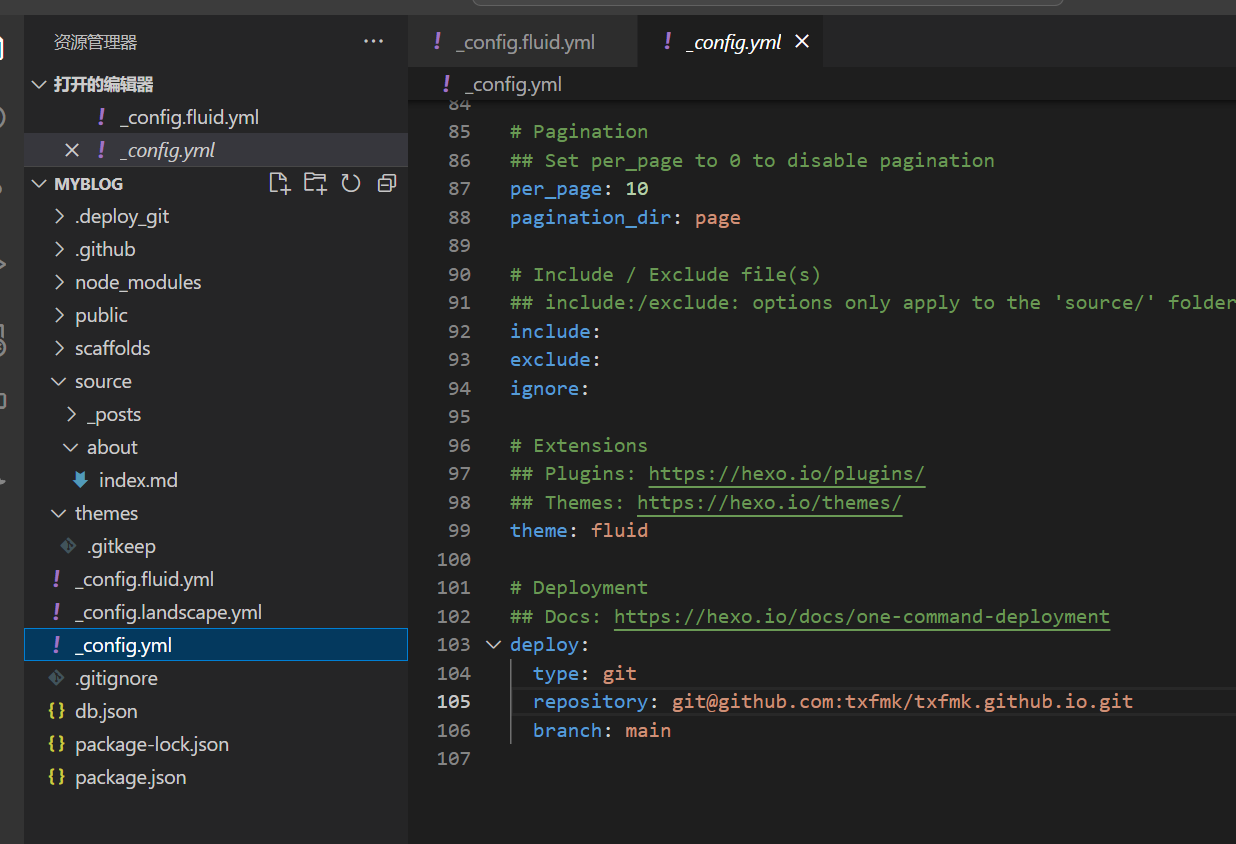 资源管理器
打开的编辑器
_config.fluid.yml
_config.yml
MYBLOG
.deploy_git
.github
node_modules
public
scaffolds
source
_posts
about
index.md
themes
.gitkeep
_config.fluid.yml
_config.landscape.yml
_config.yml
.gitignore
db.json
package-lock.json
package.json
_config.fluid.yml
_config.yml
_config.yml
84
85 # Pagination
86 ## Set per_page to 0 to disable pagination
87 per_page: 10
88 pagination_dir: page
89
90 # Include / Exclude file(s)
91 ## include:/exclude: options only apply to the 'source/' folder
92 include:
93 exclude:
94 ignore:
95
96 # Extensions
97 ## Plugins: https://hexo.io/plugins/
98 ## Themes: https://hexo.io/themes/
99 theme: fluid
100
101 # Deployment
102 ## Docs: https://hexo.io/docs/one-command-deployment
103 deploy:
104 type: git
105 repository: git@github.com:txfmk/txfmk.github.io.git
106 branch: main
107